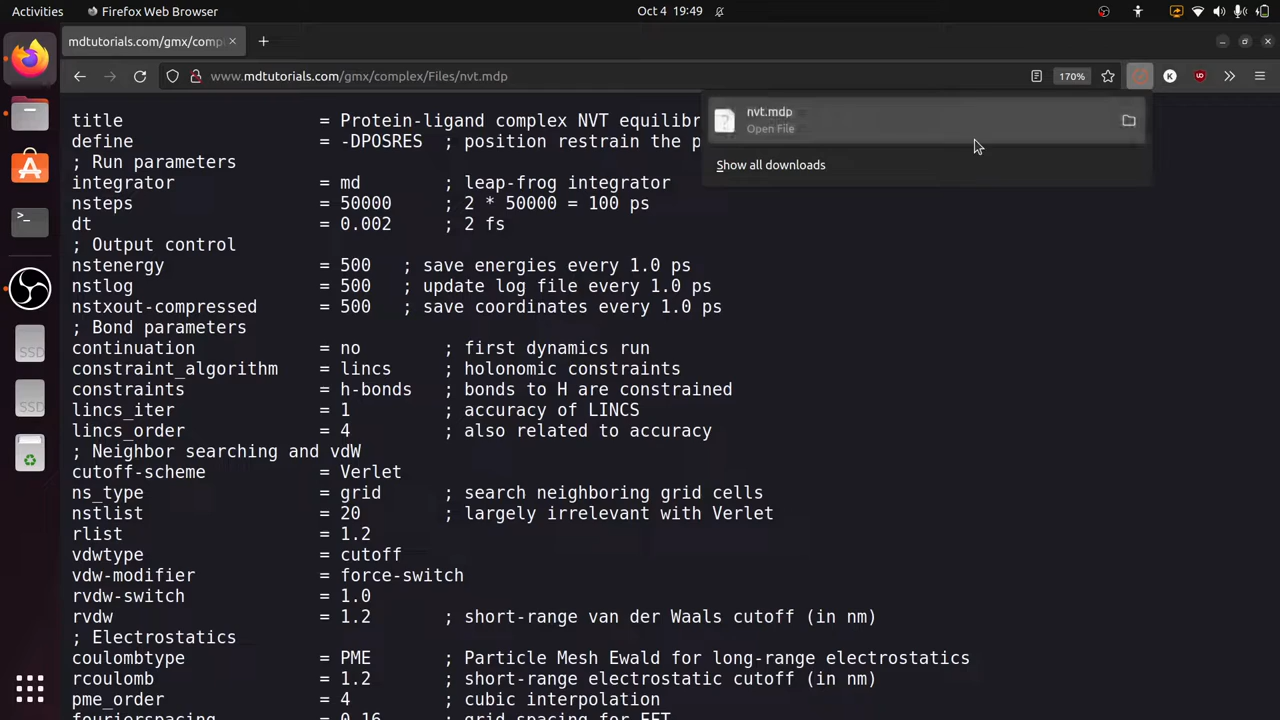 Activities
Firefox Web Browser
Oct 4 19:49
mdtutorials.com/gmx/comp
www.mdtutorials.com/gmx/complex/Files/nvt.mdp
170%
K
nvt.mdp
Open File
Show all downloads
title = Protein-ligand complex NVT equilibr
define = -DPOSRES ; position restrain the p
; Run parameters
integrator = md ; leap-frog integrator
nsteps = 50000 ; 2 * 50000 = 100 ps
dt = 0.002 ; 2 fs
; Output control
nstenergy = 500 ; save energies every 1.0 ps
nstlog = 500 ; update log file every 1.0 ps
nstxout-compressed = 500 ; save coordinates every 1.0 ps
; Bond parameters
continuation = no ; first dynamics run
constraint_algorithm = lincs ; holonomic constraints
constraints = h-bonds ; bonds to H are constrained
lincs_iter = 1 ; accuracy of LINCS
lincs_order = 4 ; also related to accuracy
; Neighbor searching and vdW
cutoff-scheme = Verlet
ns_type = grid ; search neighboring grid cells
nstlist = 20 ; largely irrelevant with Verlet
rlist = 1.2
vdwtype = cutoff
vdw-modifier = force-switch
rvdw-switch = 1.0
rvdw = 1.2 ; short-range van der Waals cutoff (in nm)
; Electrostatics
coulombtype = PME ; Particle Mesh Ewald for long-range electrostatics
rcoulomb = 1.2 ; short-range electrostatic cutoff (in nm)
pme_order = 4 ; cubic interpolation
fourierspacing = 0.16 ; grid spacing for FFT
SSD
SSD